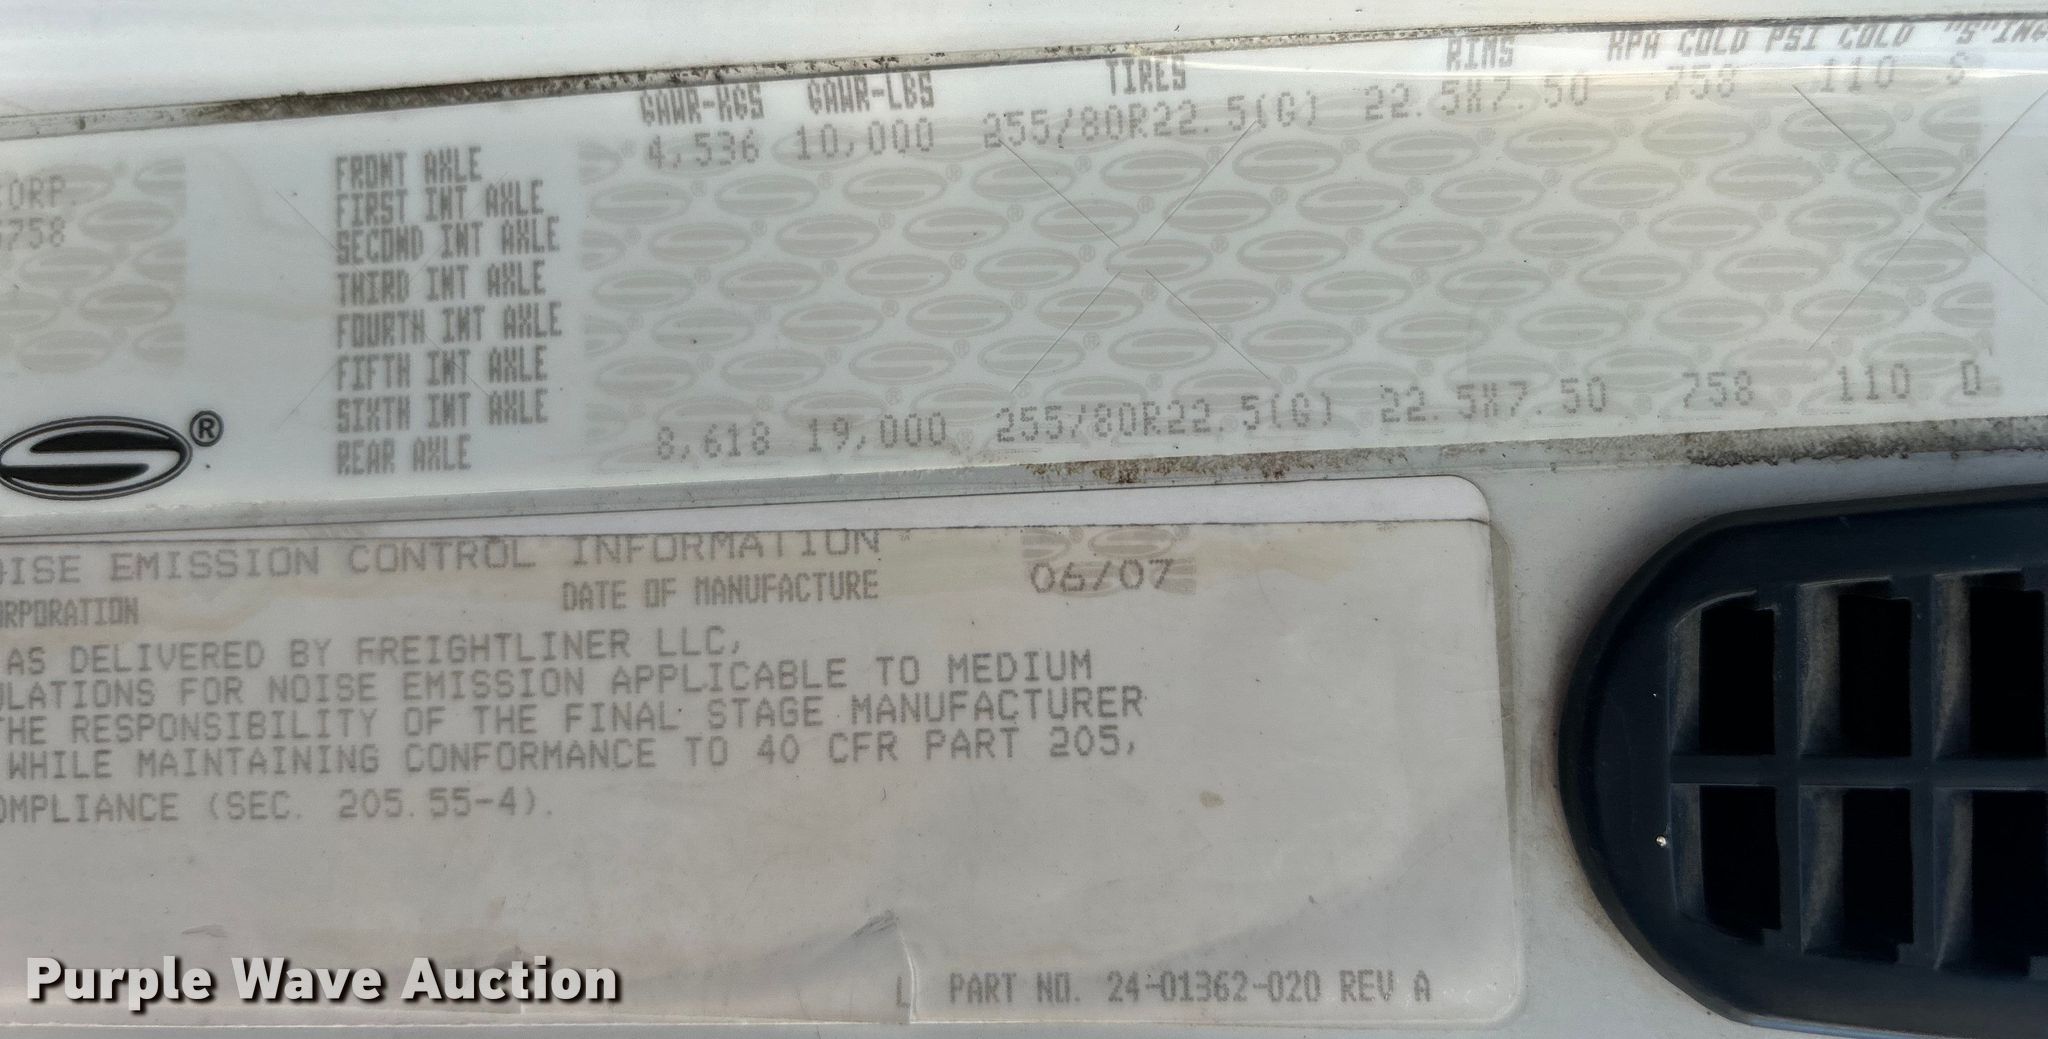 GAWR-KGS GAWR-LBS TIRES RIMS KPA COLD PSI COLD "S"ING
FRONT AXLE 4,536 10,000 255/80R22.5(G) 22.5X7.50 758 110 S
CORP.
FIRST INT AXLE
5758
SECOND INT AXLE
THIRD INT AXLE
FOURTH INT AXLE
FIFTH INT AXLE
SIXTH INT AXLE
REAR AXLE 8,618 19,000 255/80R22.5(G) 22.5X7.50 758 110 D
®
OISE EMISSION CONTROL INFORMATION
ORPORATION DATE OF MANUFACTURE 06/07
AS DELIVERED BY FREIGHTLINER LLC,
ULATIONS FOR NOISE EMISSION APPLICABLE TO MEDIUM
THE RESPONSIBILITY OF THE FINAL STAGE MANUFACTURER
WHILE MAINTAINING CONFORMANCE TO 40 CFR PART 205,
OMPLIANCE (SEC. 205.55-4).
PART NO. 24-01362-020 REV A
Purple Wave Auction